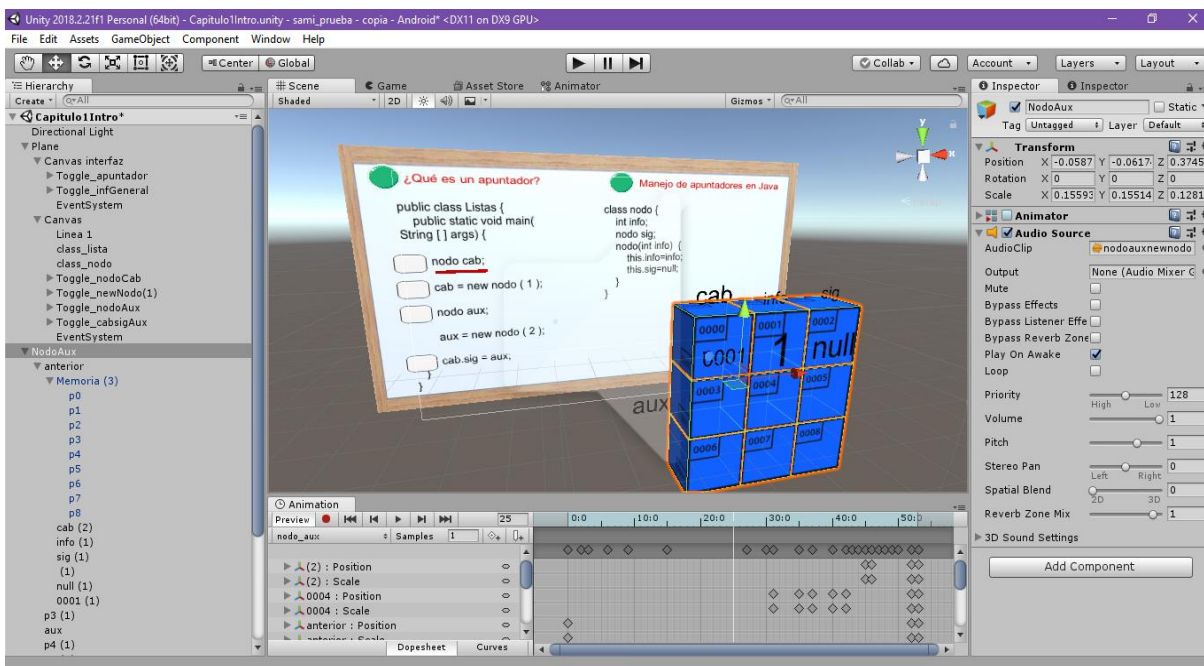 Unity 2018.2.21f1 Personal (64bit) - Capitulo1Intro.unity - sami_prueba - copia - Android* <DX11 on DX9 GPU>
File Edit Assets GameObject Component Window Help
Center Global Collab Account Layers Layout
Hierarchy
Create All
Capitulo1Intro*
Directional Light
Plane
Canvas interfaz
Toggle_apuntador
Toggle_infGeneral
EventSystem
Canvas
Linea 1
class_lista
class_nodo
Toggle_nodoCab
Toggle_newNodo(1)
Toggle_nodoAux
Toggle_cabsigAux
EventSystem
NodoAux
anterior
Memoria (3)
p0
p1
p2
p3
p4
p5
p6
p7
p8
cab (2)
info (1)
sig (1)
(1)
null (1)
0001 (1)
p3 (1)
aux
p4 (1)
Scene Game Asset Store Animator
Shaded 2D Gizmos All
y
x
¿Qué es un apuntador?
public class Listas {
public static void main(
String [ ] args) {
nodo cab;
cab = new nodo ( 1 );
nodo aux;
aux = new nodo ( 2 );
cab.sig = aux;
}
}
Manejo de apuntadores en Java
class nodo {
int info;
nodo sig;
nodo(int info) {
this.info=info;
this.sig=null;
}
}
cab info sig
0000 0001 0002
0001 1 null
0003 0004 0005
aux
0006 0007 0008
Animation
Preview 25 0:0 10:0 20:0 30:0 40:0 50:0
nodo_aux Samples 1
(2) : Position
(2) : Scale
0004 : Position
0004 : Scale
anterior : Position
anterior : Scale
Dopesheet Curves
Inspector Inspector
NodoAux Static
Tag Untagged Layer Default
Transform
Position X -0.0587 Y -0.0617 Z 0.3745
Rotation X 0 Y 0 Z 0
Scale X 0.15593 Y 0.15514 Z 0.1281
Animator
Audio Source
AudioClip nodoauxnewnodo
Output None (Audio Mixer G
Mute
Bypass Effects
Bypass Listener Effe
Bypass Reverb Zone
Play On Awake
Loop
Priority 128
High Low
Volume 1
Pitch 1
Stereo Pan 0
Left Right
Spatial Blend 0
2D 3D
Reverb Zone Mix 1
3D Sound Settings
Add Component